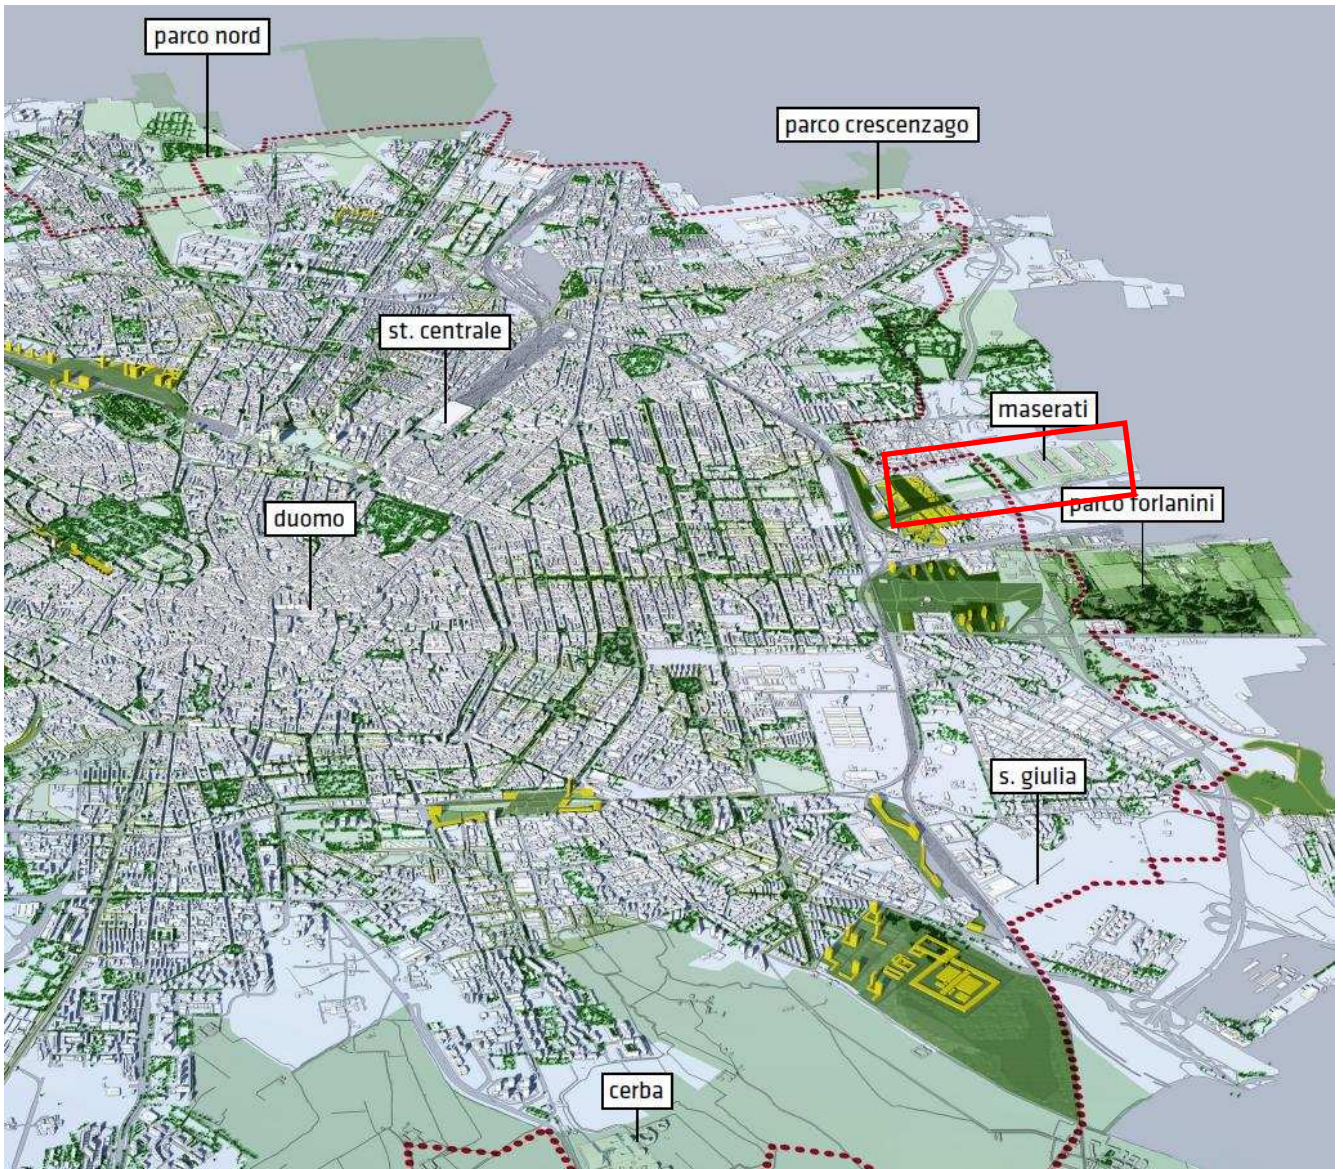 parco nord
parco crescenzago
st. centrale
maserati
parco forlanini
duomo
s. giulia
cerba